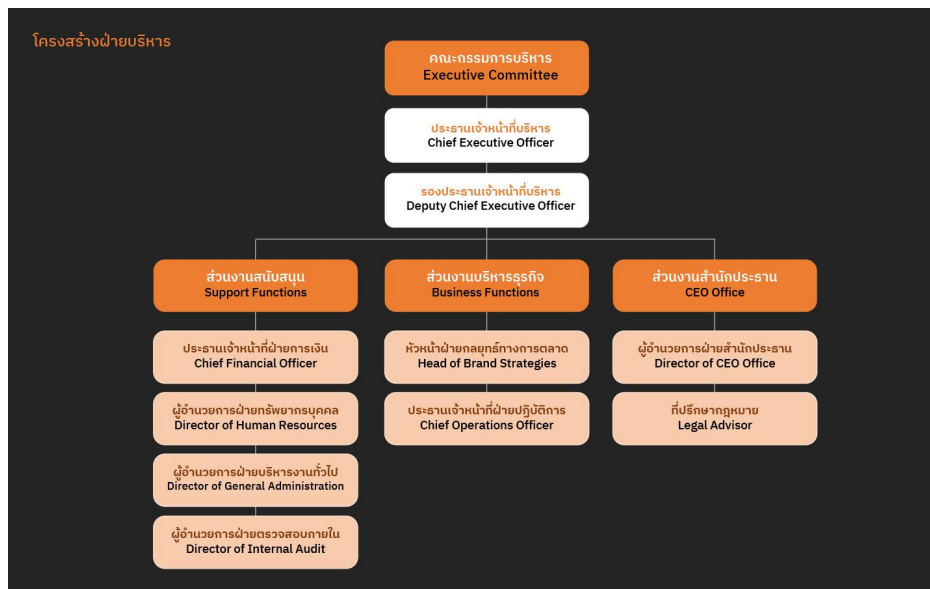 โครงสร้างฝ่ายบริหาร
คณะกรรมการบริหาร
Executive Committee
ประธานเจ้าหน้าที่บริหาร
Chief Executive Officer
รองประธานเจ้าหน้าที่บริหาร
Deputy Chief Executive Officer
ส่วนงานสนับสนุน
Support Functions
ประธานเจ้าหน้าที่ฝ่ายการเงิน
Chief Financial Officer
ผู้อำนวยการฝ่ายทรัพยากรบุคคล
Director of Human Resources
ผู้อำนวยการฝ่ายบริหารงานทั่วไป
Director of General Administration
ผู้อำนวยการฝ่ายตรวจสอบภายใน
Director of Internal Audit
ส่วนงานบริหารธุรกิจ
Business Functions
หัวหน้าฝ่ายกลยุทธ์ทางการตลาด
Head of Brand Strategies
ประธานเจ้าหน้าที่ฝ่ายปฏิบัติการ
Chief Operations Officer
ส่วนงานสำนักประธาน
CEO Office
ผู้อำนวยการฝ่ายสำนักประธาน
Director of CEO Office
ที่ปรึกษากฎหมาย
Legal Advisor